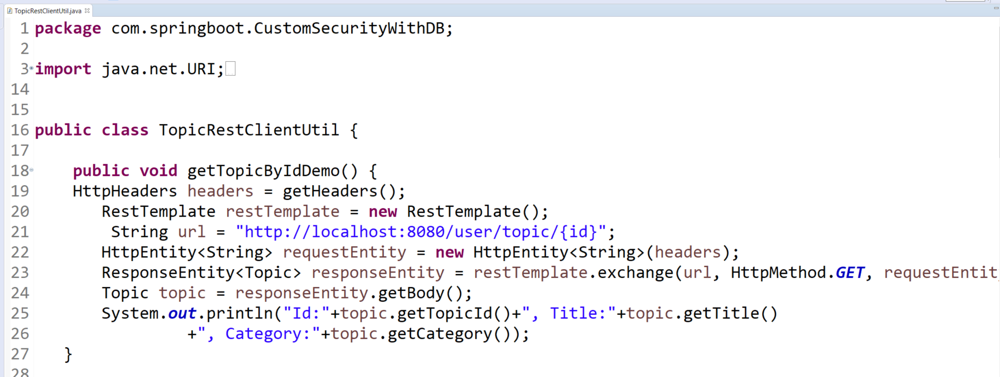 TopicRestClientUtil.java
1 package com.springboot.CustomSecurityWithDB;
2
3 import java.net.URI;
14
15
16 public class TopicRestClientUtil {
17
18 public void getTopicByIdDemo() {
19 HttpHeaders headers = getHeaders();
20 RestTemplate restTemplate = new RestTemplate();
21 String url = "http://localhost:8080/user/topic/{id}";
22 HttpEntity<String> requestEntity = new HttpEntity<String>(headers);
23 ResponseEntity<Topic> responseEntity = restTemplate.exchange(url, HttpMethod.GET, requestEntit
24 Topic topic = responseEntity.getBody();
25 System.out.println("Id:"+topic.getTopicId()+", Title:"+topic.getTitle()
26 +", Category:"+topic.getCategory());
27 }
28